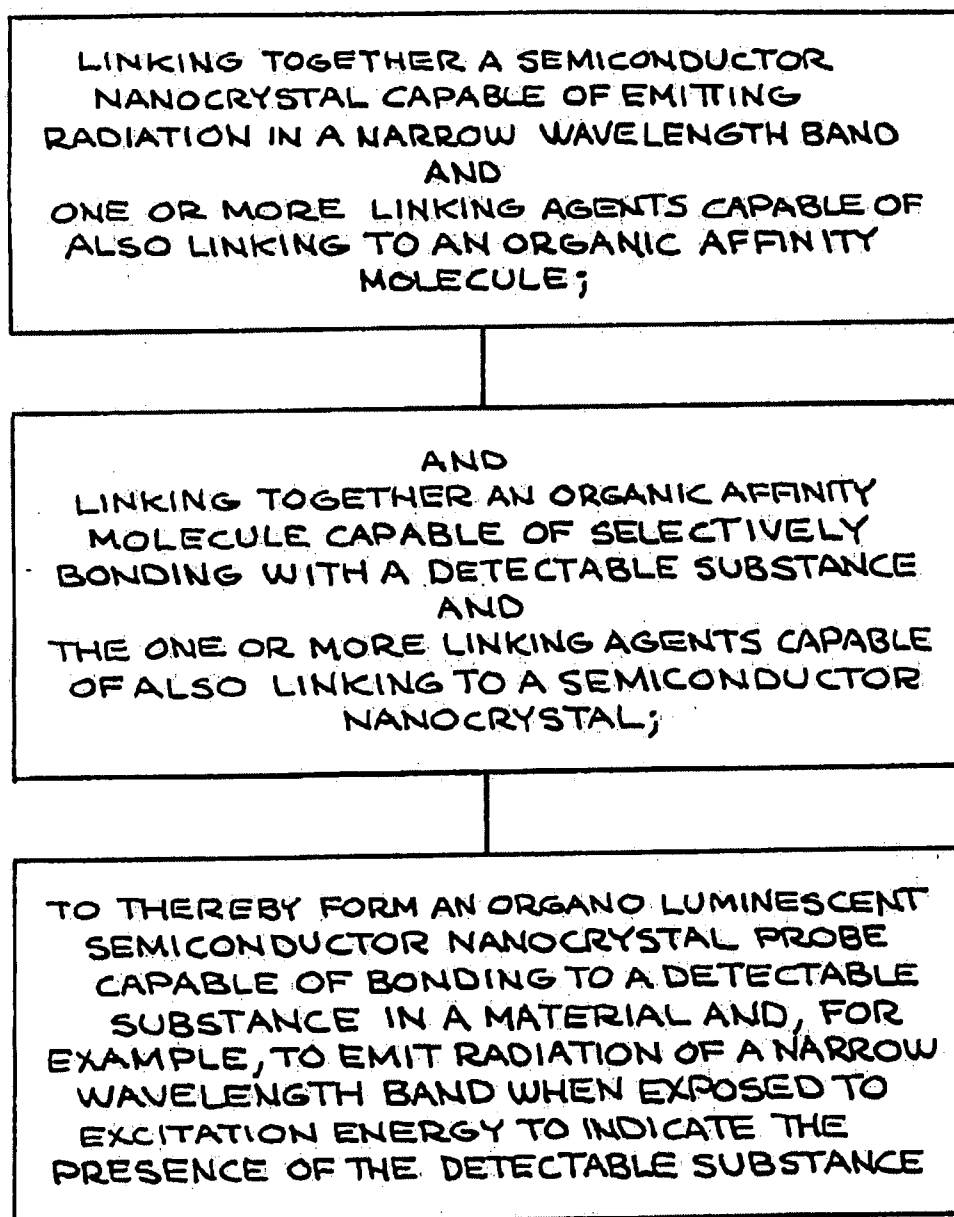 LINKING TOGETHER A SEMICONDUCTOR
NANOCRYSTAL CAPABLE OF EMITTING
RADIATION IN A NARROW WAVELENGTH BAND
AND
ONE OR MORE LINKING AGENTS CAPABLE OF
ALSO LINKING TO AN ORGANIC AFFINITY
MOLECULE;
AND
LINKING TOGETHER AN ORGANIC AFFINITY
MOLECULE CAPABLE OF SELECTIVELY
BONDING WITH A DETECTABLE SUBSTANCE
AND
THE ONE OR MORE LINKING AGENTS CAPABLE
OF ALSO LINKING TO A SEMICONDUCTOR
NANOCRYSTAL;
TO THEREBY FORM AN ORGANO LUMINESCENT
SEMICONDUCTOR NANOCRYSTAL PROBE
CAPABLE OF BONDING TO A DETECTABLE
SUBSTANCE IN A MATERIAL AND, FOR
EXAMPLE, TO EMIT RADIATION OF A NARROW
WAVELENGTH BAND WHEN EXPOSED TO
EXCITATION ENERGY TO INDICATE THE
PRESENCE OF THE DETECTABLE SUBSTANCE